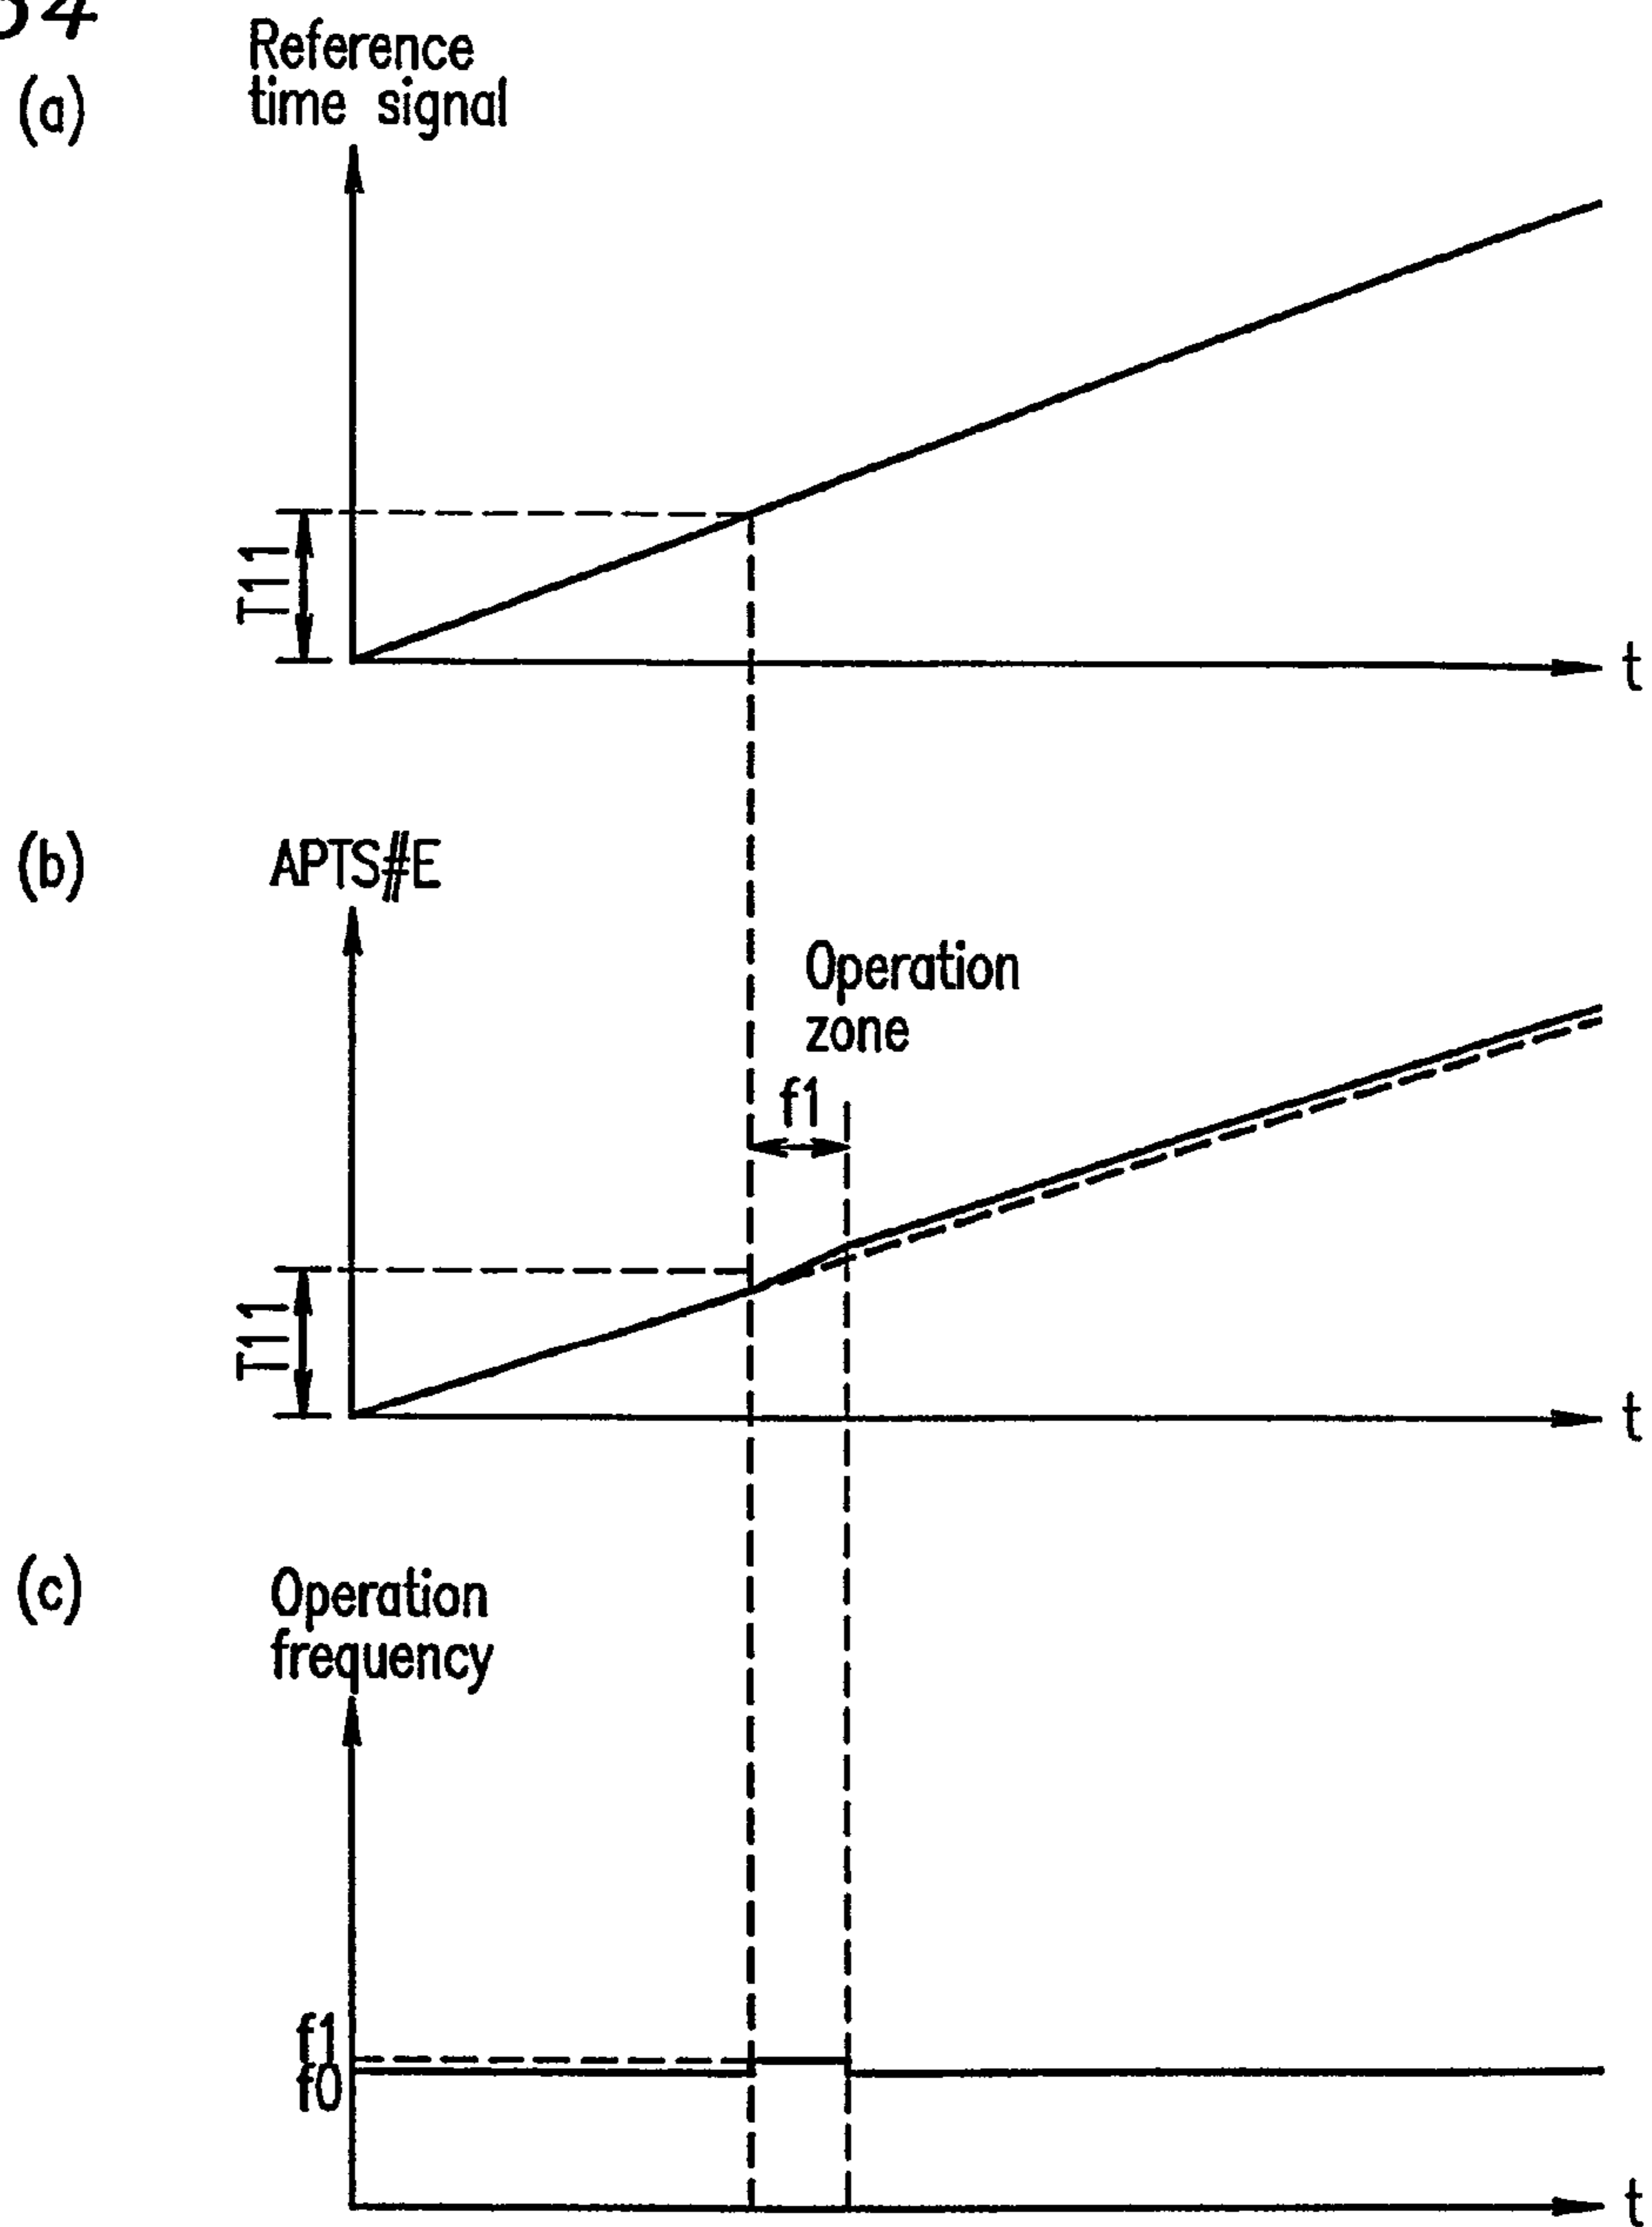 (a)
Reference
time signal
T11
t
(b)
APTS#E
Operation
zone
f1
T11
t
(c)
Operation
frequency
f1
f0
t